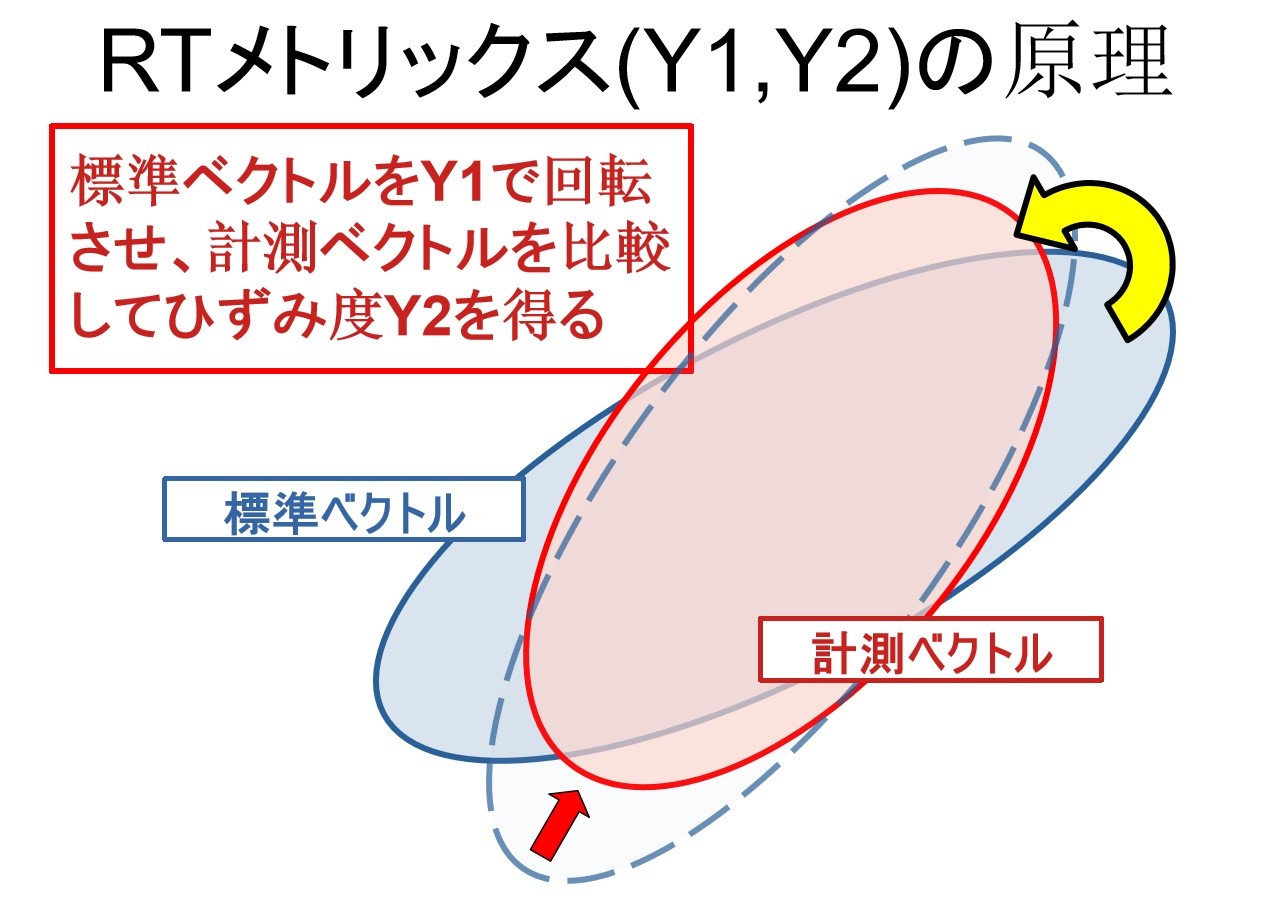 RTメトリックス(Y1,Y2)の原理
標準ベクトルをY1で回転
させ、計測ベクトルを比較
してひずみ度Y2を得る
標準ベクトル
計測ベクトル